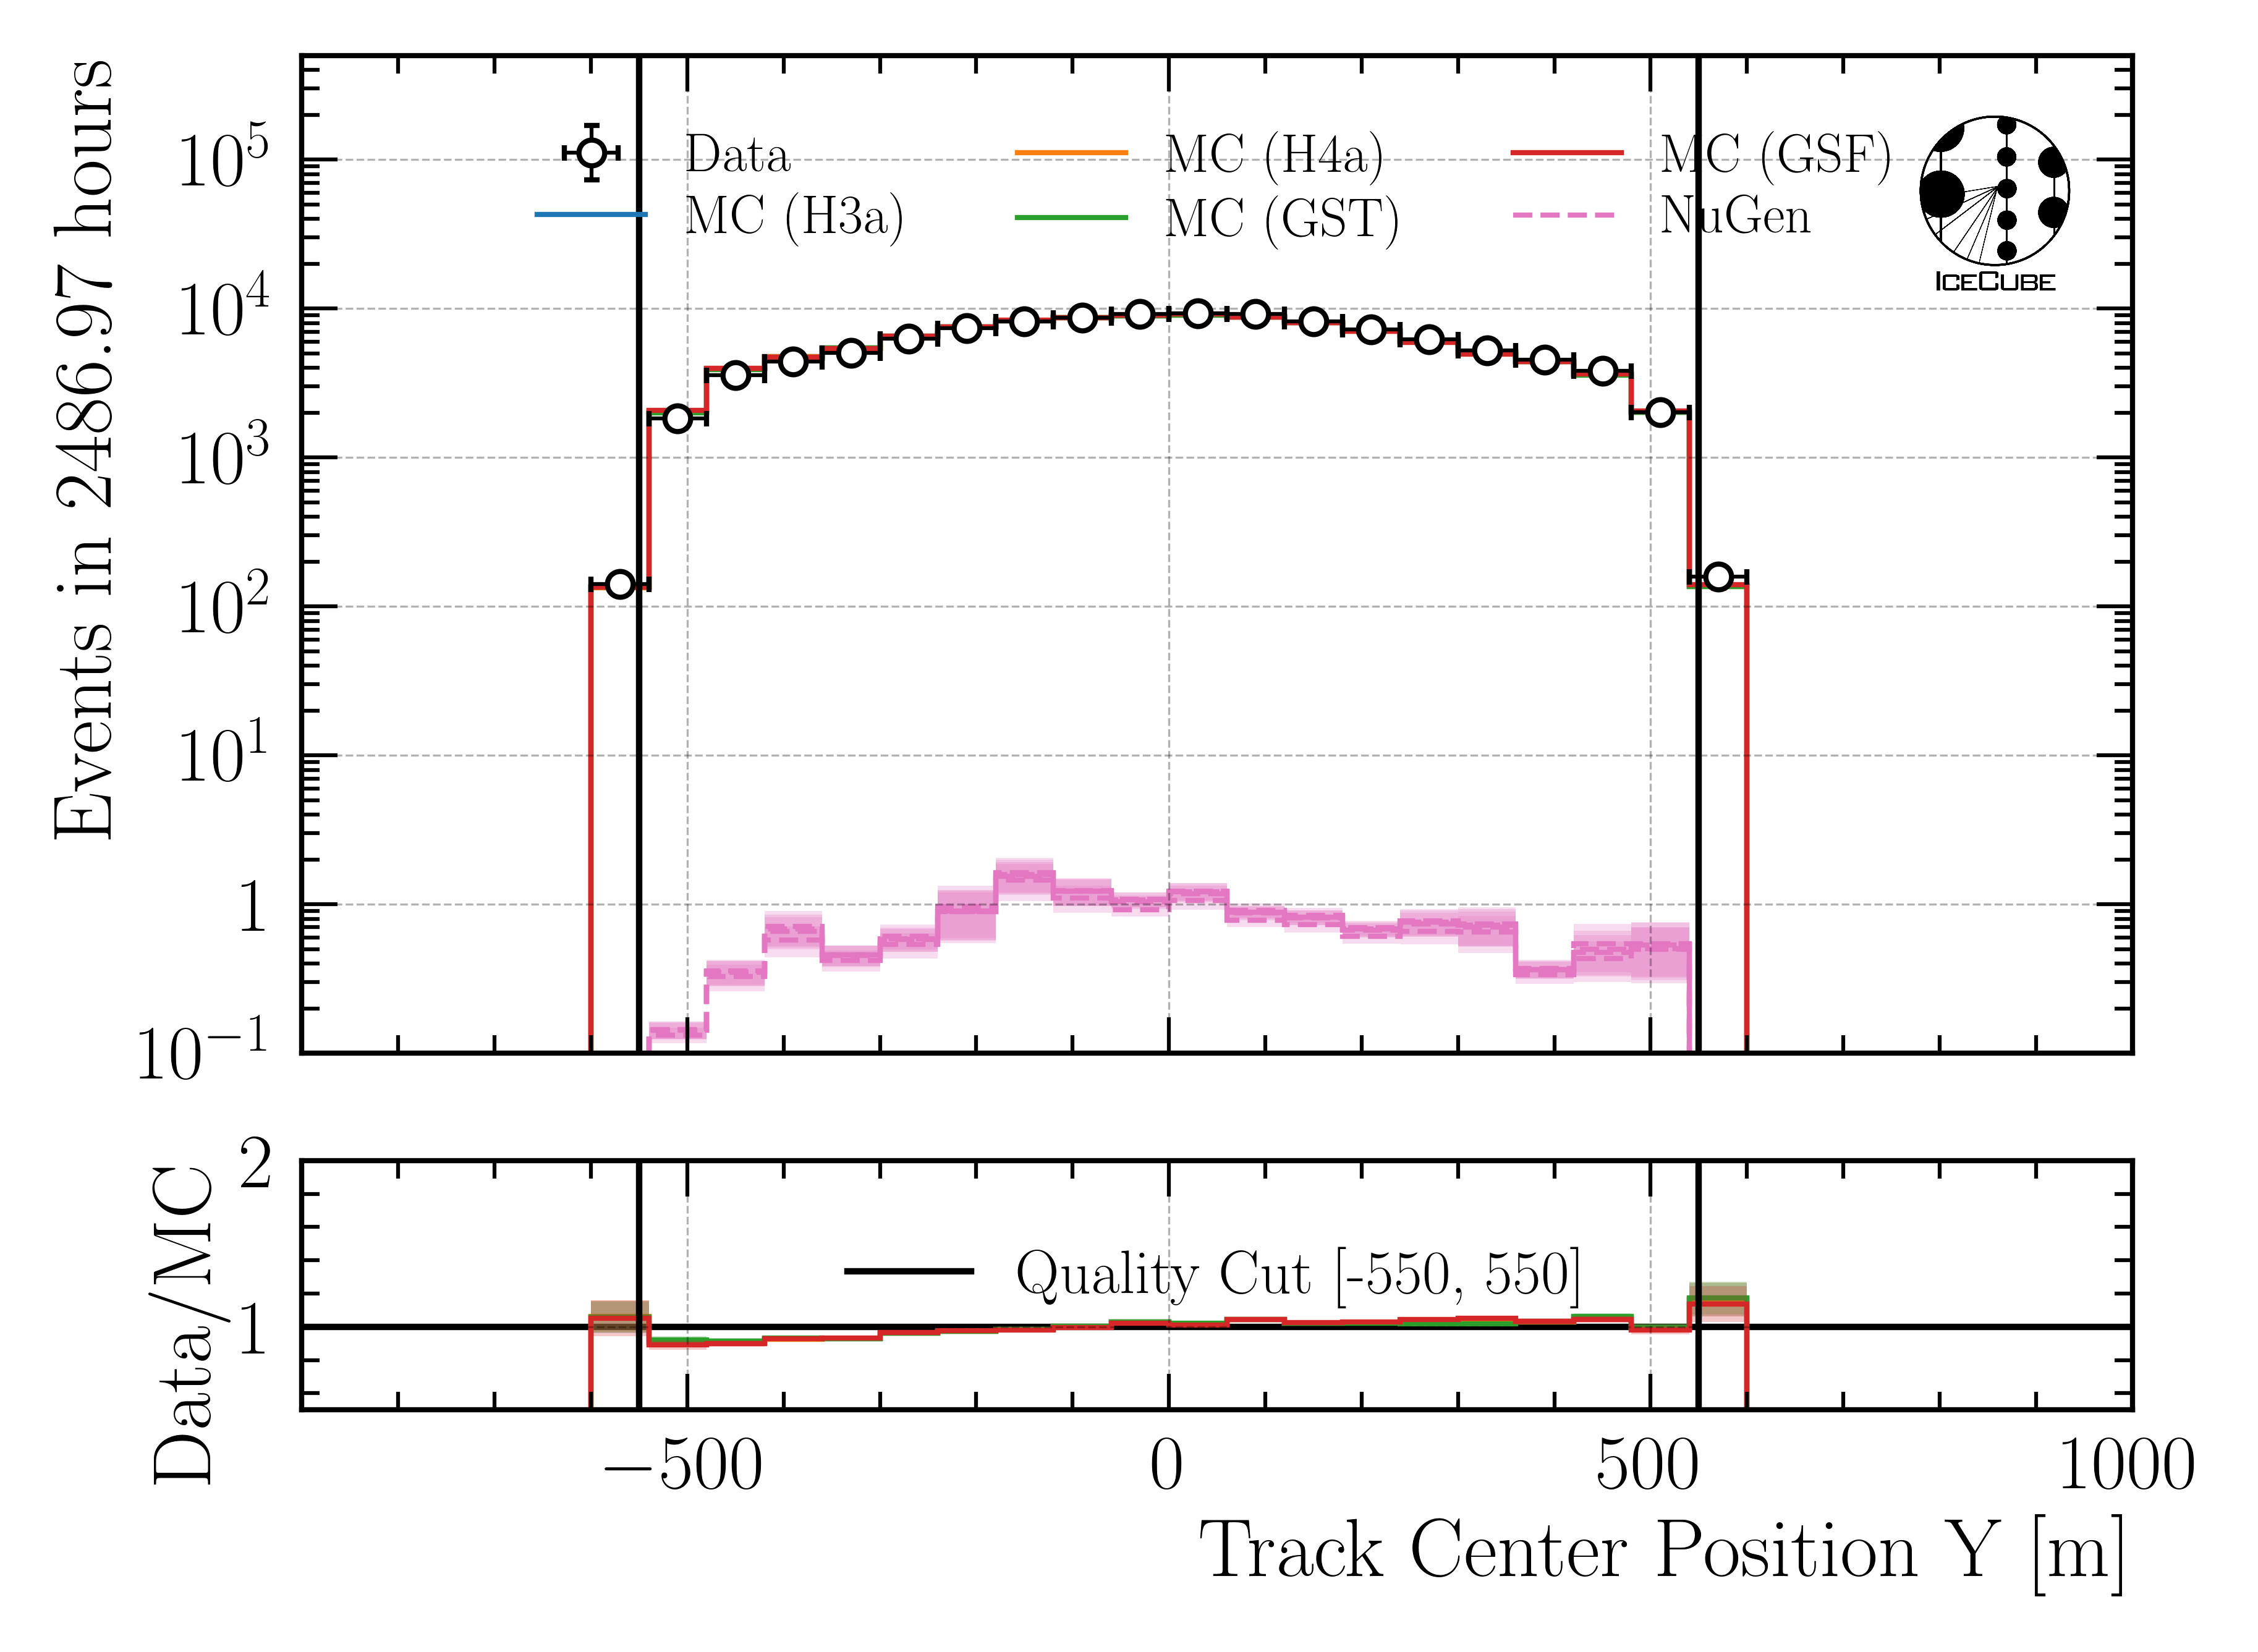 Events in 2486.97 hours
10^5
10^4
10^3
10^2
10^1
1
10^−1
Data
MC (H3a)
MC (H4a)
MC (GST)
MC (GSF)
NuGen
ICECUBE
Data/MC
2
1
Quality Cut [-550, 550]
−500 0 500 1000
Track Center Position Y [m]